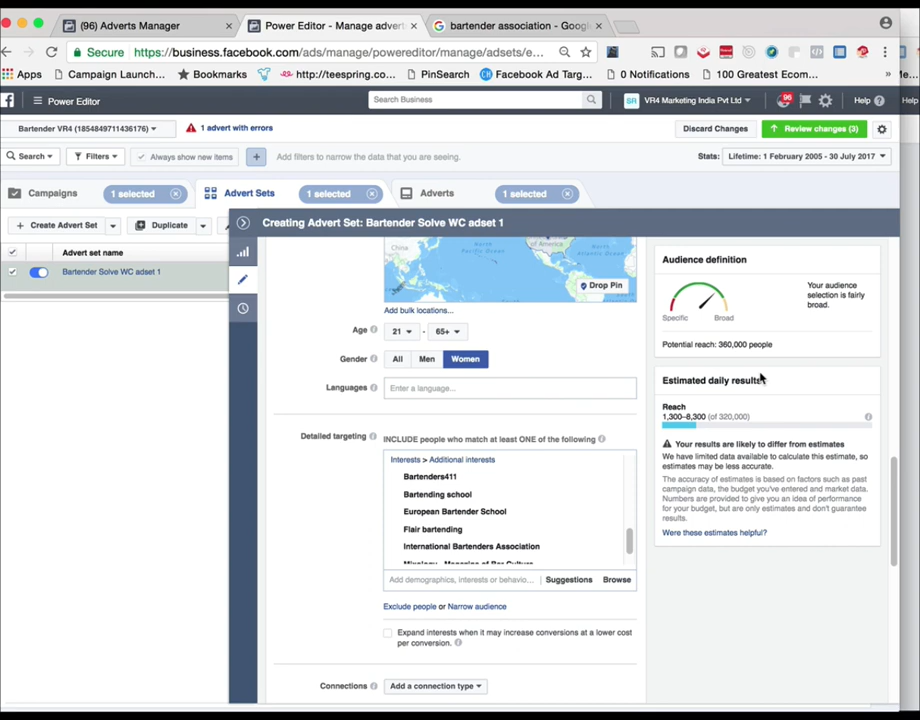 (96) Adverts Manager
Power Editor - Manage advert
bartender association - Goog
Secure https://business.facebook.com/ads/manage/powereditor/manage/adsets/e...
Apps
Campaign Launch...
Bookmarks
http://teespring.co...
PinSearch
Facebook Ad Targ...
0 Notifications
100 Greatest Ecom...
Power Editor
Search Business
VR4 Marketing India Pvt Ltd
96
Help
Help
Bartender VR4 (1854849711436176)
1 advert with errors
Discard Changes
Review changes (3)
Search
Filters
Always show new items
Add filters to narrow the data that you are seeing.
Stats: Lifetime: 1 February 2005 - 30 July 2017
Campaigns
1 selected
Advert Sets
1 selected
Adverts
1 selected
Create Advert Set
Duplicate
Creating Advert Set: Bartender Solve WC adset 1
Advert set name
Bartender Solve WC adset 1
China
Pacific
of America
Atlantic
Drop Pin
Add bulk locations...
Age 21 - 65+
Gender All Men Women
Languages Enter a language...
Detailed targeting INCLUDE people who match at least ONE of the following
Interests > Additional interests
Bartenders411
Bartending school
European Bartender School
Flair bartending
International Bartenders Association
Add demographics, interests or behavio... Suggestions Browse
Exclude people or Narrow audience
Expand interests when it may increase conversions at a lower cost
per conversion.
Connections Add a connection type
Audience definition
Your audience
selection is fairly
broad.
Specific Broad
Potential reach: 360,000 people
Estimated daily results
Reach
1,300–8,300 (of 320,000)
Your results are likely to differ from estimates
We have limited data available to calculate this estimate, so
estimates may be less accurate.
The accuracy of estimates is based on factors such as past
campaign data, the budget you've entered and market data.
Numbers are provided to give you an idea of performance
for your budget, but are only estimates and don't guarantee
results.
Were these estimates helpful?